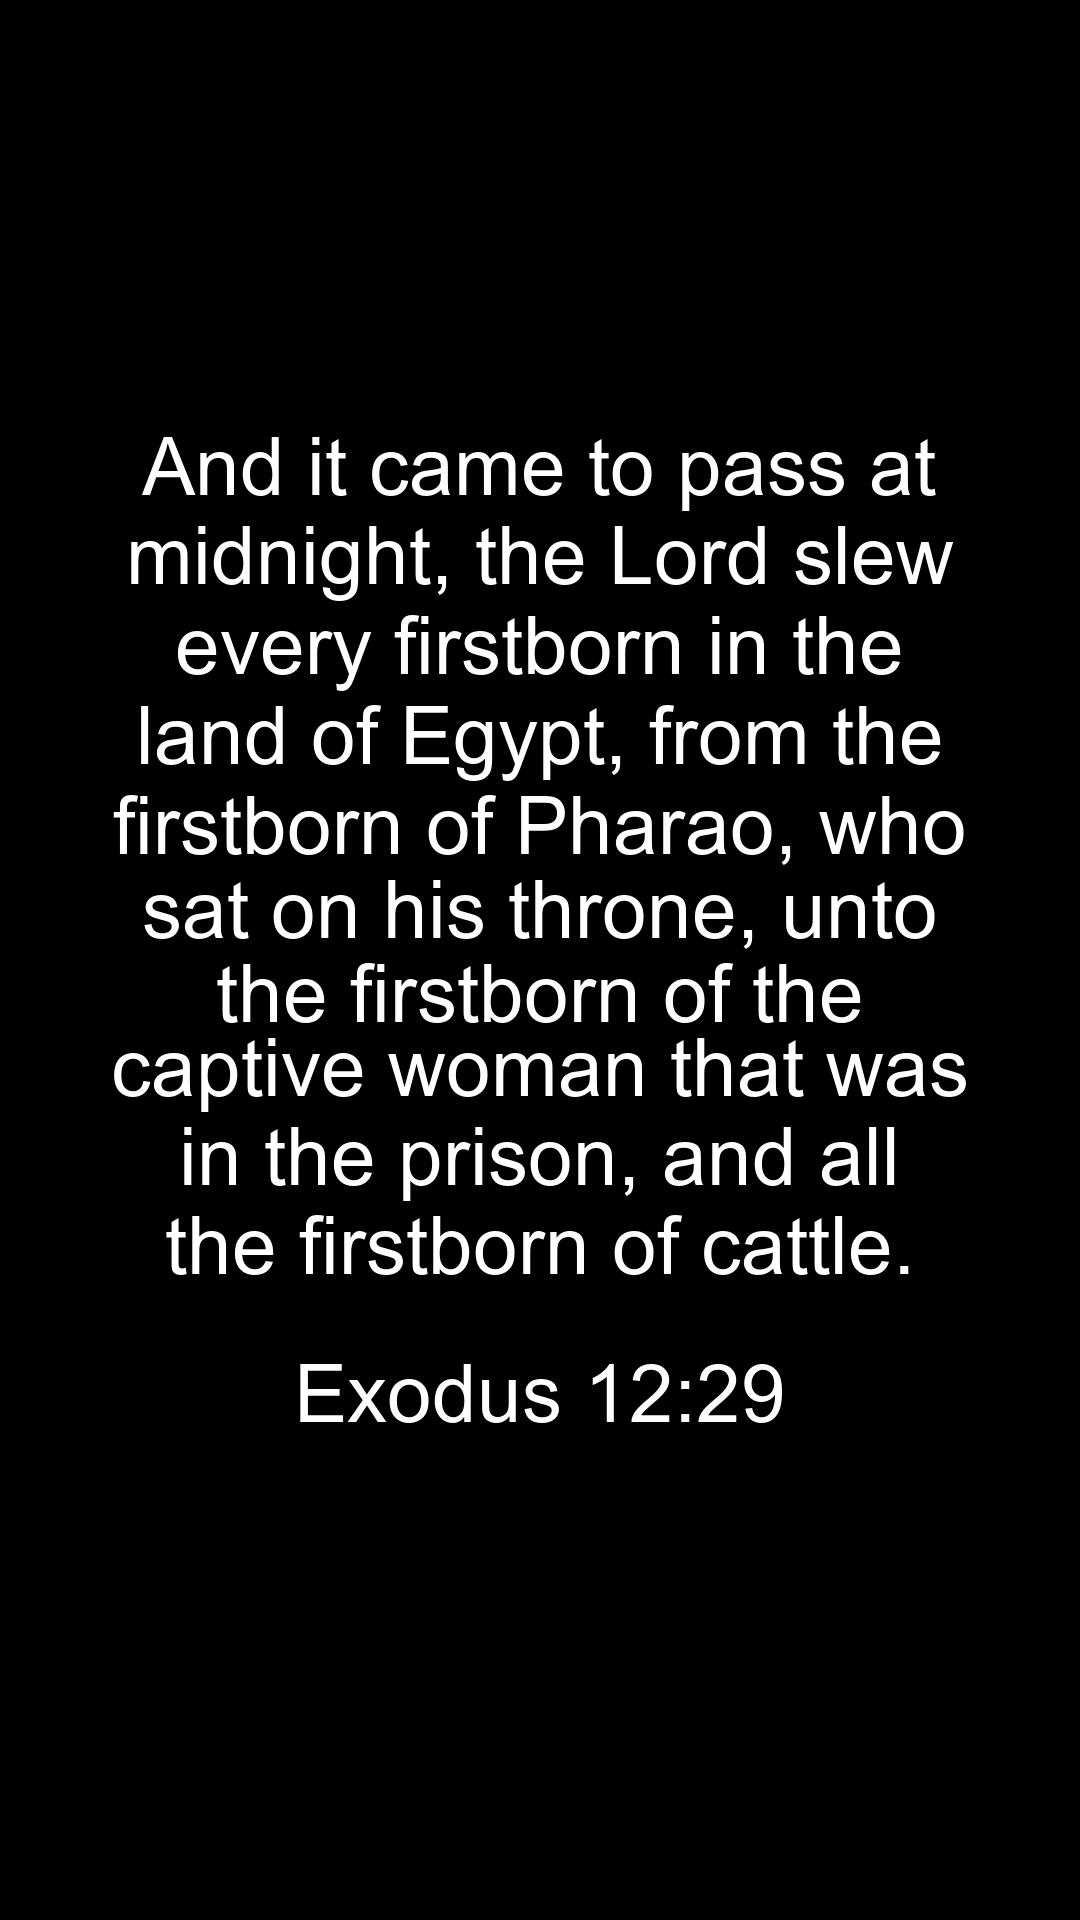 And it came to pass at
midnight, the Lord slew
every firstborn in the
land of Egypt, from the
firstborn of Pharao, who
sat on his throne, unto
the firstborn of the
captive woman that was
in the prison, and all
the firstborn of cattle.
Exodus 12:29